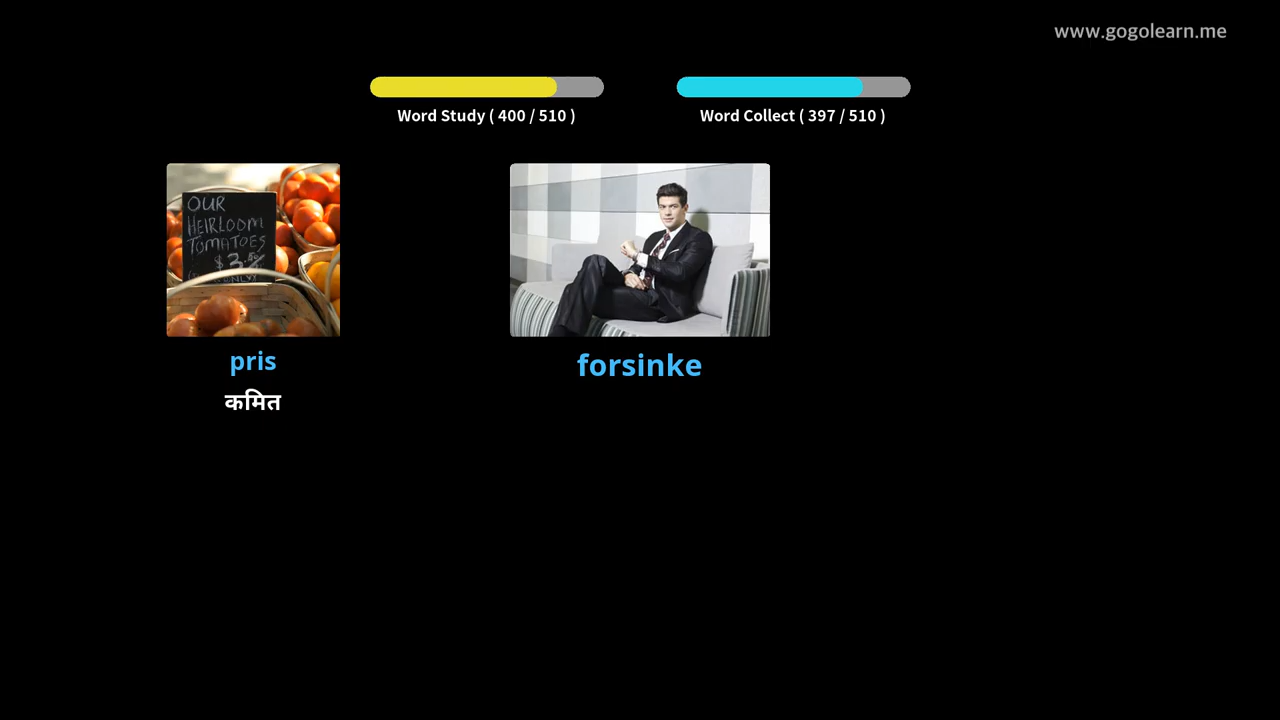 www.gogolearn.me
Word Study ( 400 / 510 )
Word Collect ( 397 / 510 )
OUR
HEIRLOOM
TOMATOES
pris
forsinke
कमित